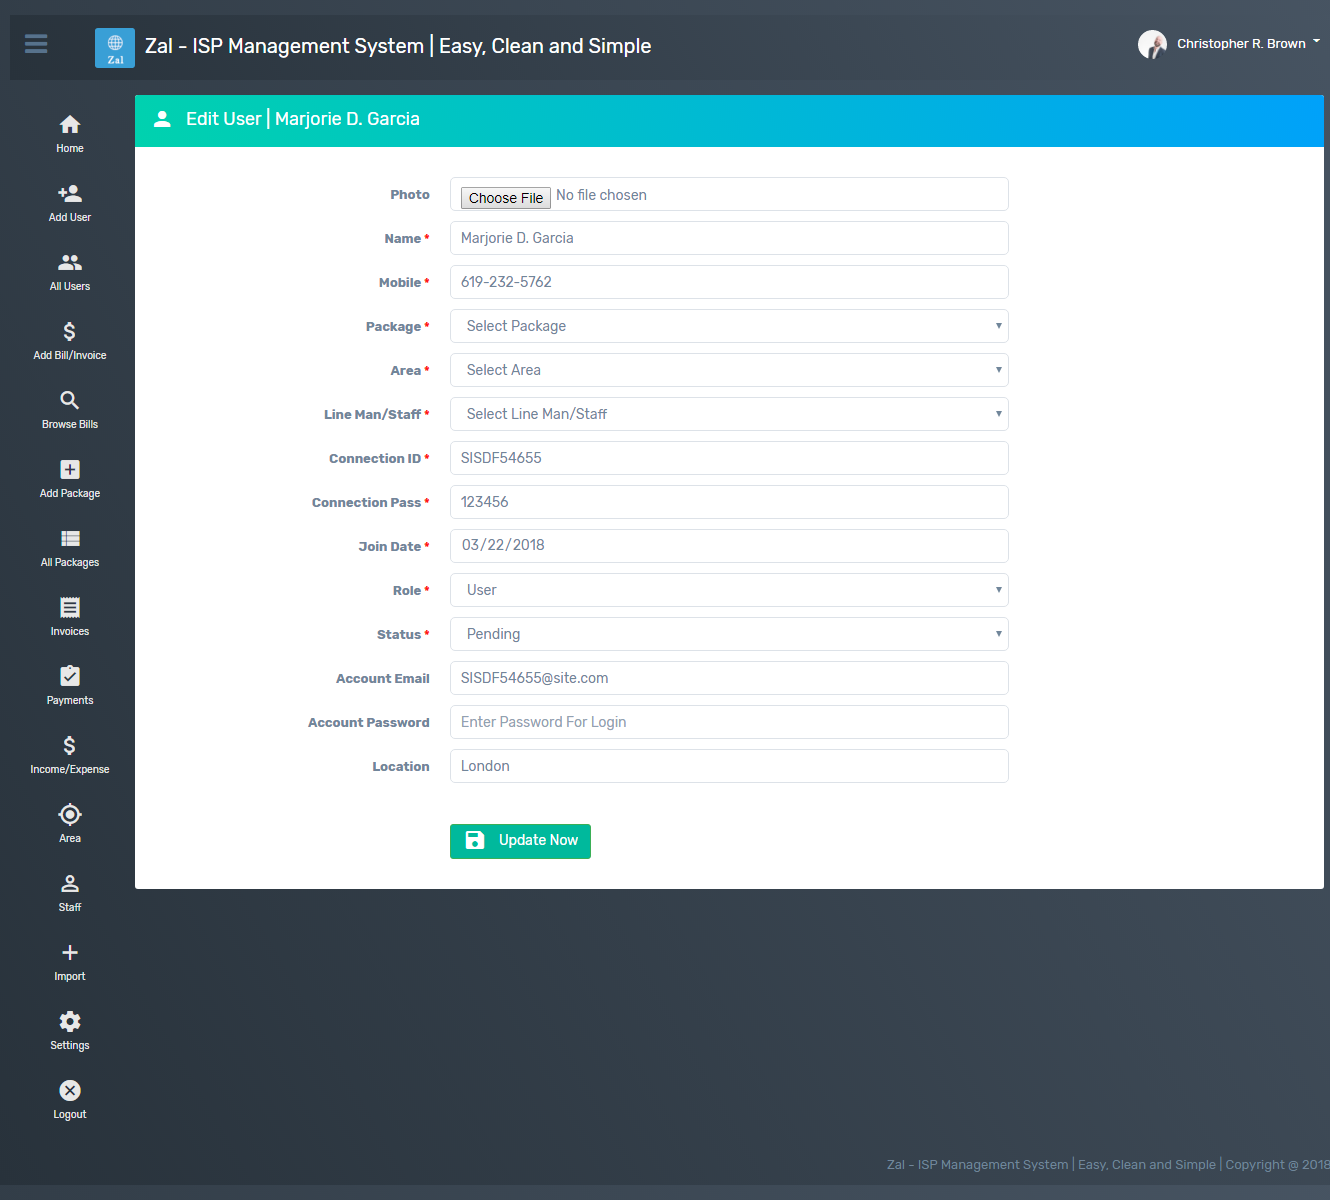 Zal
Zal - ISP Management System | Easy, Clean and Simple
Christopher R. Brown
Home
Add User
All Users
Add Bill/Invoice
Browse Bills
Add Package
All Packages
Invoices
Payments
Income/Expense
Area
Staff
Import
Settings
Logout
Edit User | Marjorie D. Garcia
Photo Choose File No file chosen
Name * Marjorie D. Garcia
Mobile * 619-232-5762
Package * Select Package
Area * Select Area
Line Man/Staff * Select Line Man/Staff
Connection ID * SISDF54655
Connection Pass * 123456
Join Date * 03/22/2018
Role * User
Status * Pending
Account Email SISDF54655@site.com
Account Password Enter Password For Login
Location London
Update Now
Zal - ISP Management System | Easy, Clean and Simple | Copyright @ 2018